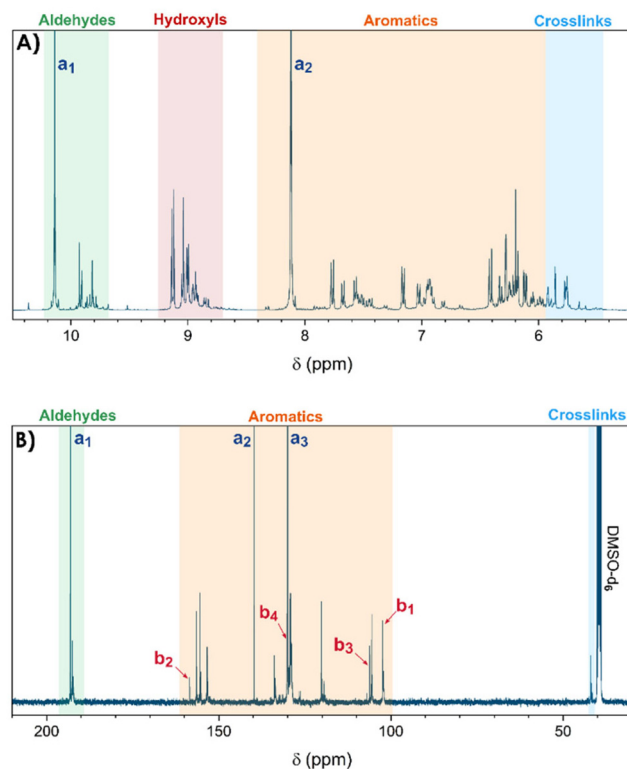 Aldehydes Hydroxyls Aromatics Crosslinks
A)
a1
a2
10 9 8 7 6
δ (ppm)
Aldehydes Aromatics Crosslinks
B)
a1
a2
a3
b4
b1
b2
b3
DMSO-d6
200 150 100 50
δ (ppm)